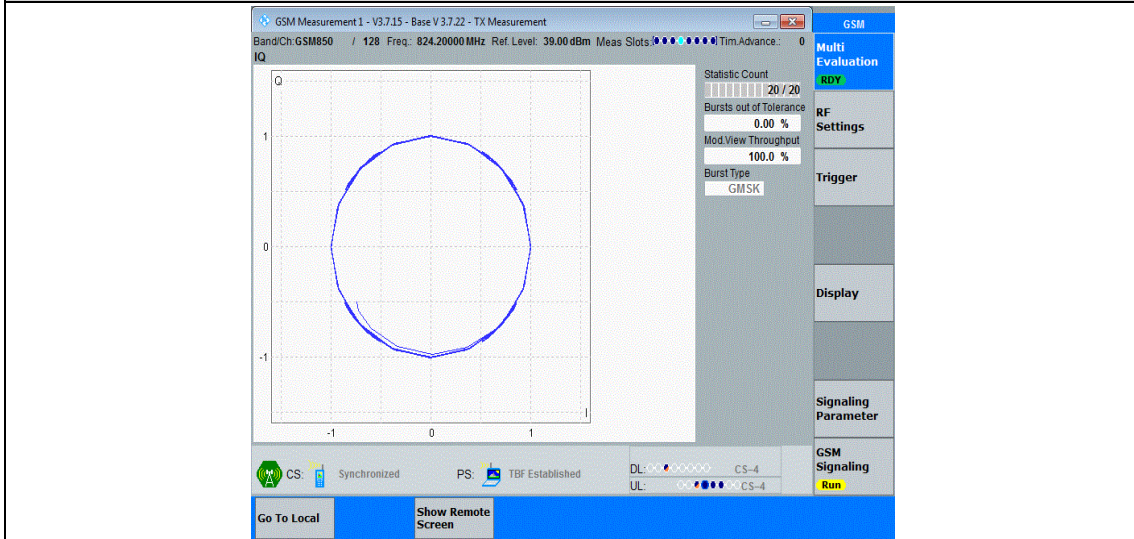 GSM Measurement 1 - V3.7.15 - Base V 3.7.22 - TX Measurement
GSM
Band/Ch: GSM850 / 128 Freq.: 824.20000 MHz Ref. Level: 39.00 dBm Meas Slots: Tim.Advance.: 0
IQ
Multi
Evaluation
RDY
Q
Statistic Count
20 / 20
Bursts out of Tolerance
0.00 %
Mod.View Throughput
100.0 %
Burst Type
GMSK
RF
Settings
Trigger
1
0
-1
I
-1 0 1
Display
Signaling
Parameter
GSM
Signaling
Run
CS: Synchronized PS: TBF Established
DL: CS-4
UL: CS-4
Go To Local
Show Remote
Screen